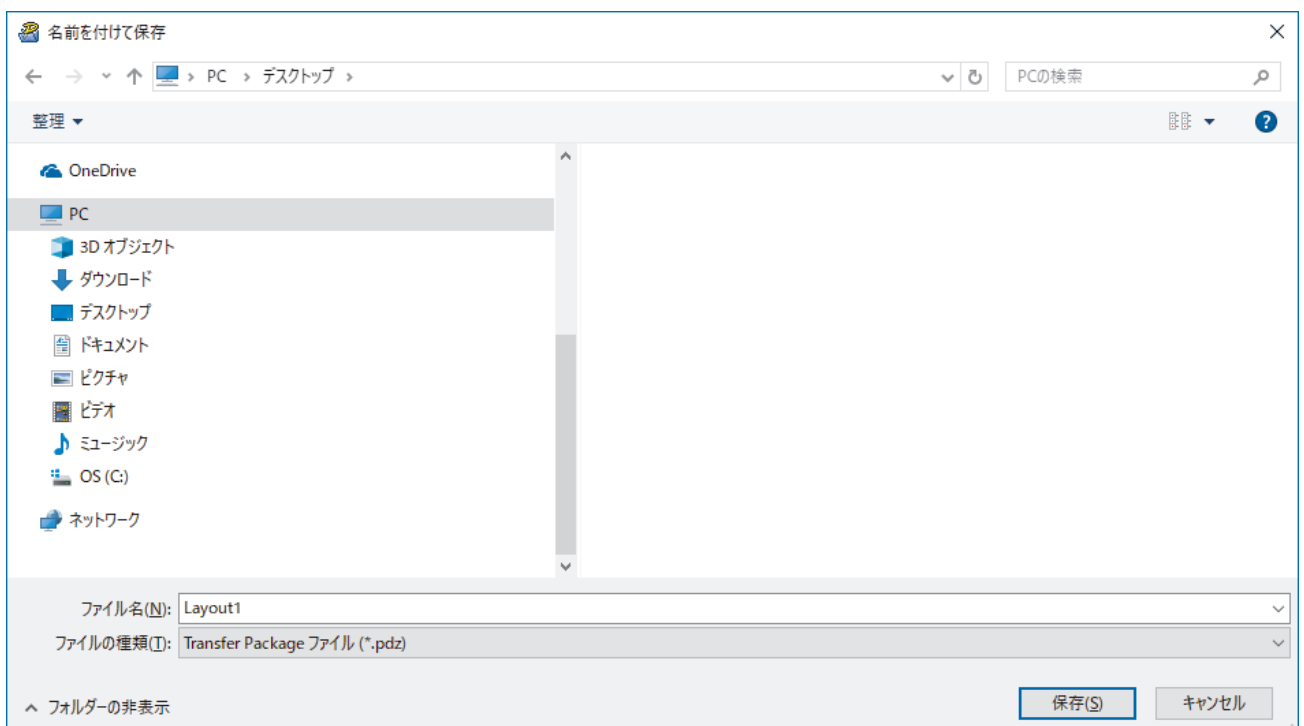 名前を付けて保存
PC › デスクトップ ›
PCの検索
整理
OneDrive
PC
3D オブジェクト
ダウンロード
デスクトップ
ドキュメント
ピクチャ
ビデオ
ミュージック
OS (C:)
ネットワーク
ファイル名(N): Layout1
ファイルの種類(T): Transfer Package ファイル (*.pdz)
フォルダーの非表示
保存(S)
キャンセル